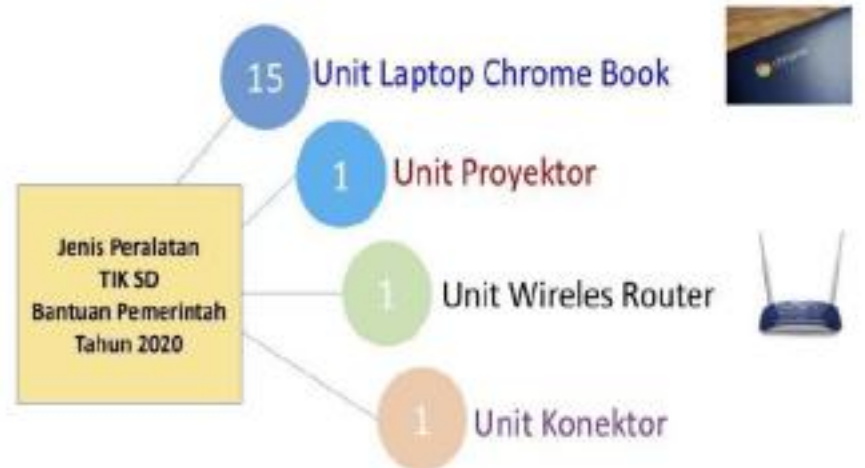 15 Unit Laptop Chrome Book
1 Unit Proyektor
Jenis Peralatan
TIK SD
Bantuan Pemerintah
Tahun 2020
1 Unit Wireles Router
1 Unit Konektor